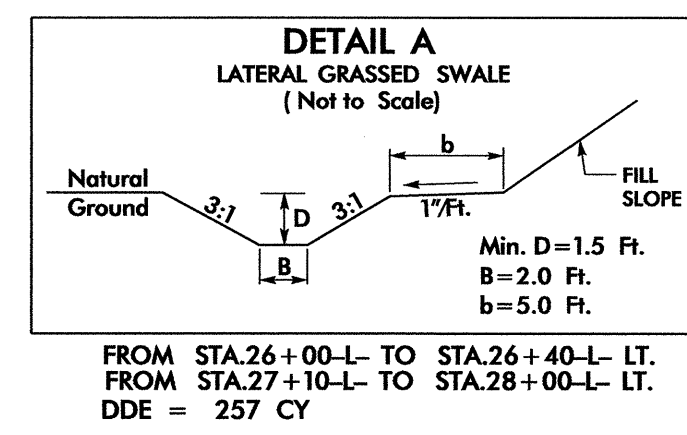 DETAIL A
LATERAL GRASSED SWALE
( Not to Scale)
b
Natural
Ground
3:1
D
3:1
1"/Ft.
FILL
SLOPE
B
Min. D=1.5 Ft.
B=2.0 Ft.
b=5.0 Ft.
FROM STA.26+00-L- TO STA.26+40-L- LT.
FROM STA.27+10-L- TO STA.28+00-L- LT.
DDE = 257 CY